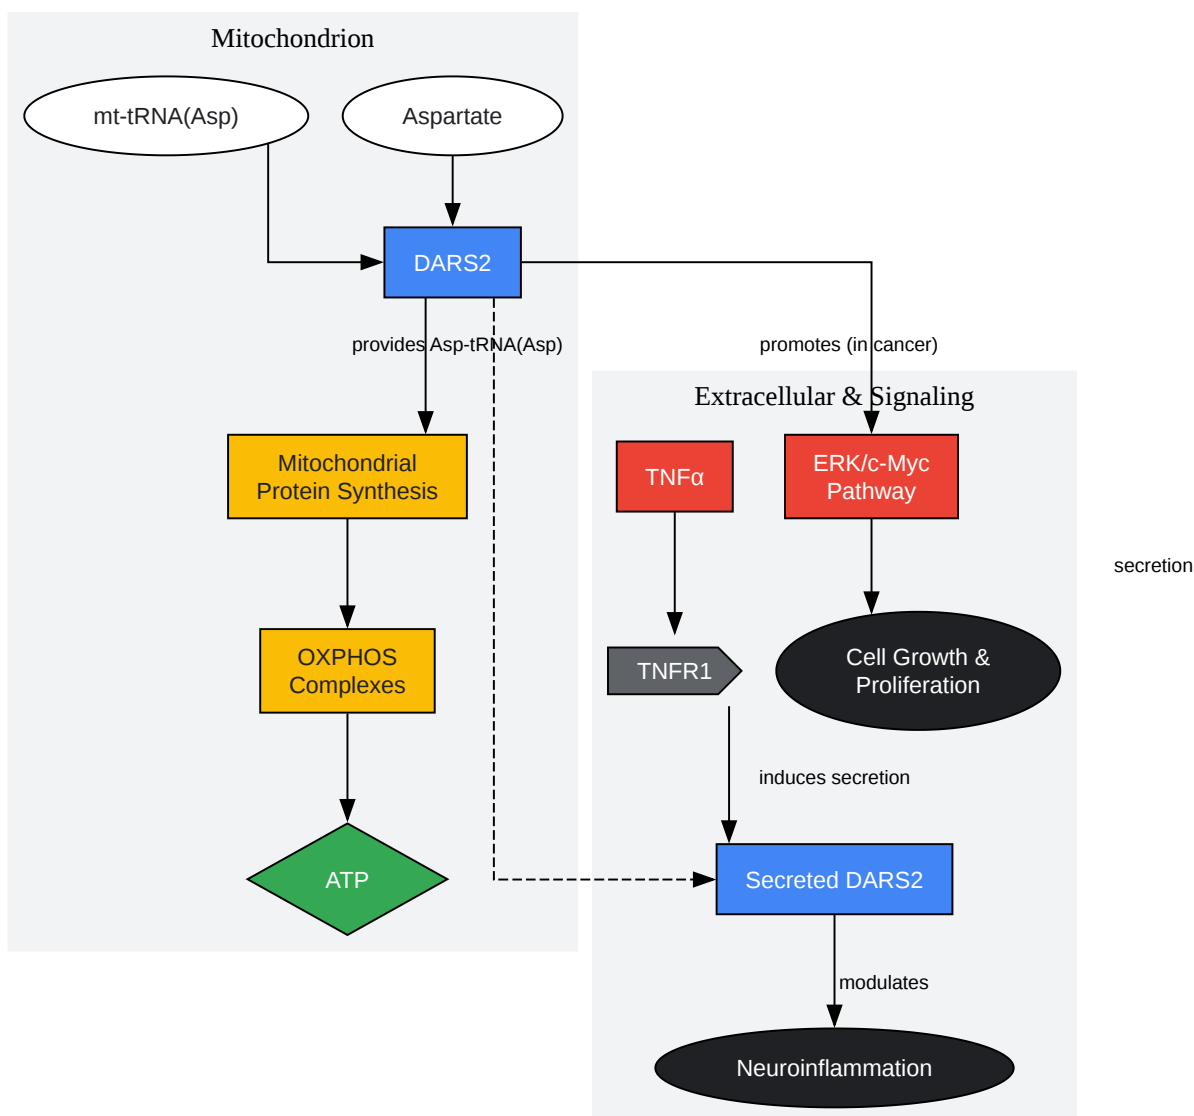 Mitochondrion
mt-tRNA(Asp)
Aspartate
DARS2
provides Asp-tRNA(Asp)
promotes (in cancer)
Extracellular & Signaling
Mitochondrial
Protein Synthesis
TNFα
ERK/c-Myc
Pathway
secretion
OXPHOS
Complexes
TNFR1
Cell Growth &
Proliferation
induces secretion
ATP
Secreted DARS2
modulates
Neuroinflammation